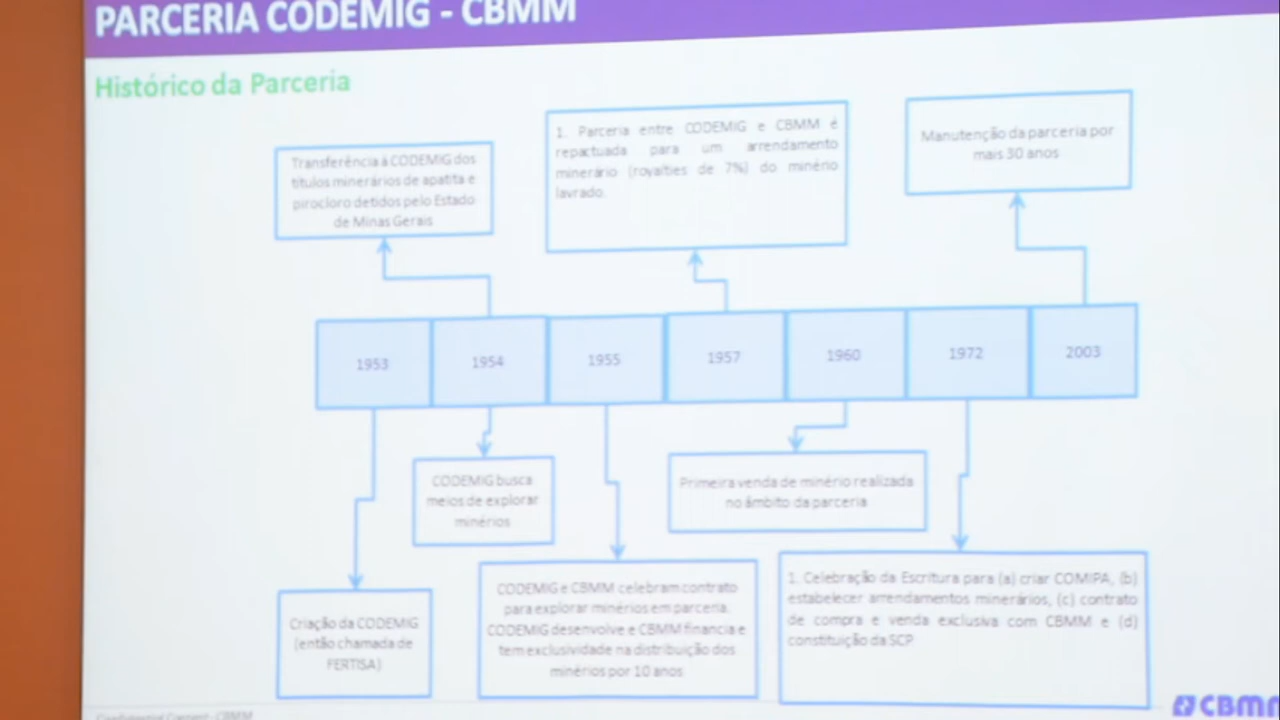 PARCERIA CODEMIG - CBMM
Histórico da Parceria
Transferência à CODEMIG dos
títulos minerários de apatita e
pirocloro detidos pelo Estado
de Minas Gerais
1. Parceria entre CODEMIG e CBMM é
repactuada para um arrendamento
minerário (royalties de 7%) do minério
lavrado.
Manutenção da parceria por
mais 30 anos
1953
1954
1955
1957
1960
1972
2003
CODEMIG busca
meios de explorar
minérios
Primeira venda de minério realizada
no âmbito da parceria
Criação da CODEMIG
(então chamada de
FERTISA)
CODEMIG e CBMM celebram contrato
para explorar minérios em parceria.
CODEMIG desenvolve e CBMM financia e
tem exclusividade na distribuição dos
minérios por 10 anos
1. Celebração da Escritura para (a) criar COMIPA, (b)
estabelecer arrendamentos minerários, (c) contrato
de compra e venda exclusiva com CBMM e (d)
constituição da SCP
CBMM